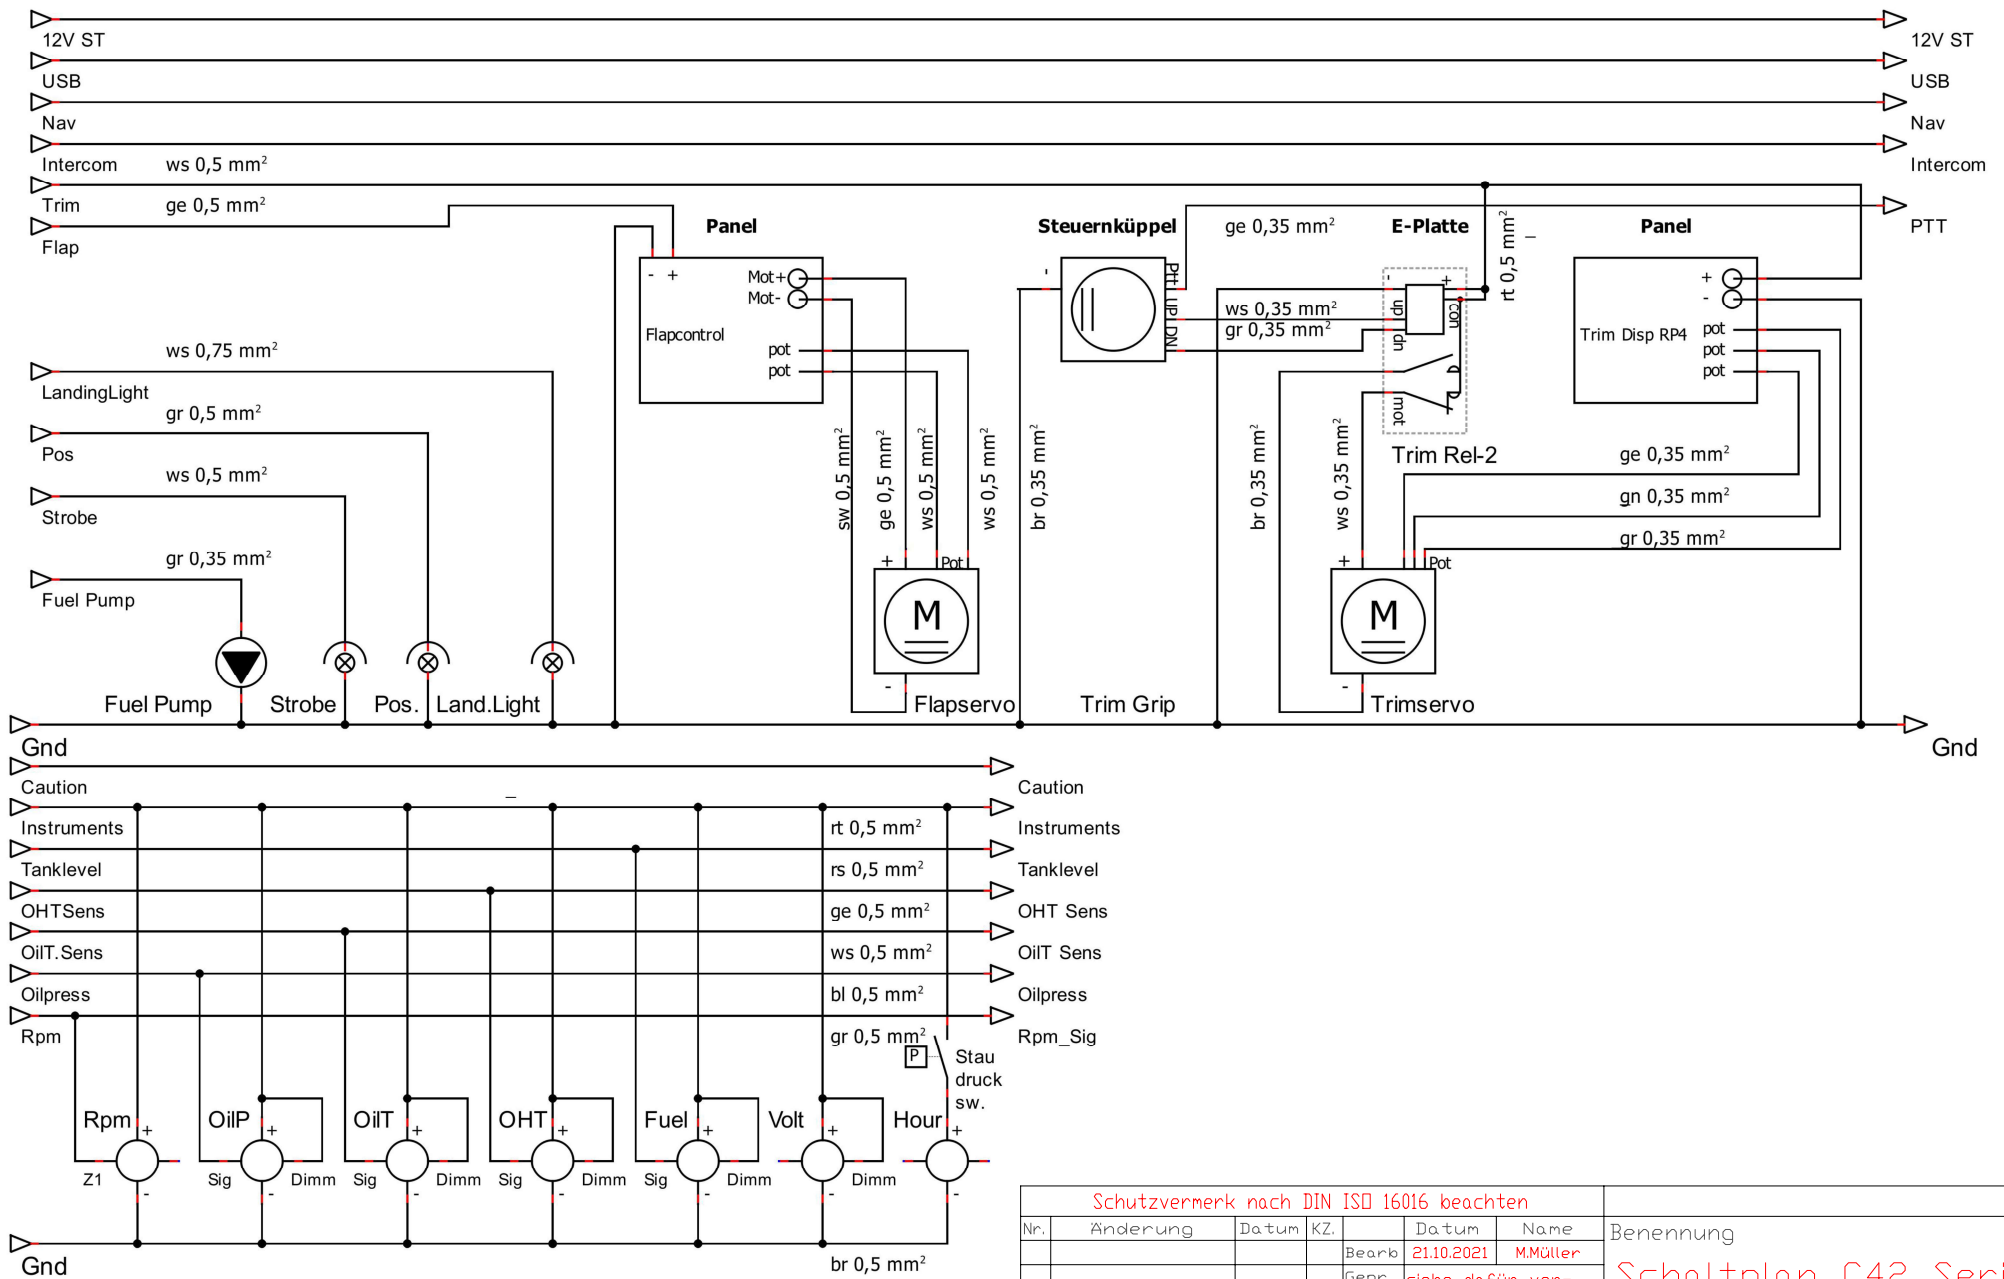 12V ST
12V ST
USB
USB
Nav
Nav
Intercom
ws 0,5 mm²
Intercom
Trim
ge 0,5 mm²
Flap
Panel
Steuernküppel
ge 0,35 mm²
E-Platte
rt 0,5 mm²
Panel
PTT
- +
Mot+
Mot-
Flapcontrol
pot
pot
-
Ptt
UP
DN
ws 0,35 mm²
gr 0,35 mm²
-
+
up
con
dn
mot
Trim Rel-2
+
-
Trim Disp RP4
pot
pot
pot
ws 0,75 mm²
LandingLight
gr 0,5 mm²
Pos
ws 0,5 mm²
Strobe
gr 0,35 mm²
Fuel Pump
sw 0,5 mm²
ge 0,5 mm²
ws 0,5 mm²
ws 0,5 mm²
br 0,35 mm²
br 0,35 mm²
ws 0,35 mm²
ge 0,35 mm²
gn 0,35 mm²
gr 0,35 mm²
+
Pot
M
-
+
Pot
M
-
Fuel Pump
Strobe
Pos.
Land.Light
Flapservo
Trim Grip
Trimservo
Gnd
Gnd
Caution
Caution
Instruments
rt 0,5 mm²
Instruments
Tanklevel
rs 0,5 mm²
Tanklevel
OHTSens
ge 0,5 mm²
OHT Sens
OilT.Sens
ws 0,5 mm²
OilT Sens
Oilpress
bl 0,5 mm²
Oilpress
Rpm
gr 0,5 mm²
Rpm_Sig
P
Stau
druck
sw.
Rpm
+
Z1
-
OilP
+
Sig
Dimm
-
OilT
+
Sig
Dimm
-
OHT
+
Sig
Dimm
-
Fuel
+
Sig
Dimm
-
Volt
+
Dimm
-
Hour
+
-
Gnd
br 0,5 mm²
Schutzvermerk nach DIN ISO 16016 beachten
Nr. Änderung Datum KZ. Datum Name
Benennung
Bearb 21.10.2021 M.Müller
Gepr.
Schaltplan C42 Seri